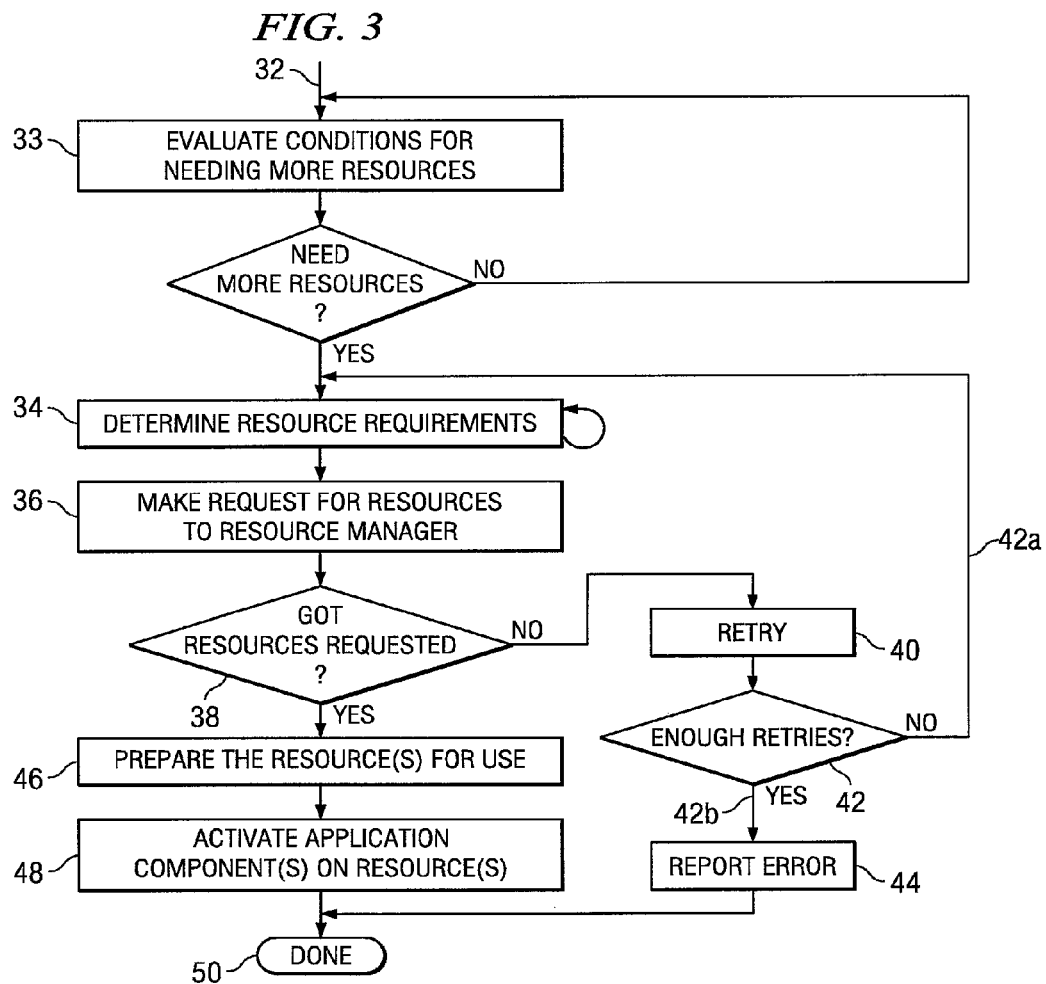 FIG. 3
32
33
EVALUATE CONDITIONS FOR
NEEDING MORE RESOURCES
NEED
MORE RESOURCES
?
NO
YES
34
DETERMINE RESOURCE REQUIREMENTS
36
MAKE REQUEST FOR RESOURCES
TO RESOURCE MANAGER
42a
GOT
RESOURCES REQUESTED
?
NO
38
YES
RETRY
40
ENOUGH RETRIES?
NO
42
YES
42b
46
PREPARE THE RESOURCE(S) FOR USE
48
ACTIVATE APPLICATION
COMPONENT(S) ON RESOURCE(S)
REPORT ERROR
44
DONE
50